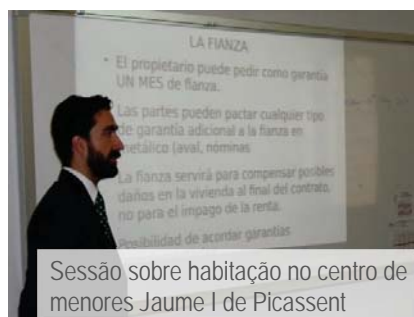 LA FIANZA
• El propietario puede pedir como garantía
UN MES de fianza.
Las partes pueden pactar cualquier tipo
de garantía adicional a la fianza en
metálico (aval, nóminas
La fianza servirá para compensar posibles
daños en la vivienda al final del contrato,
no para el impago de la renta.
Posibilidad de acordar garantías
Sessão sobre habitação no centro de
menores Jaume I de Picassent